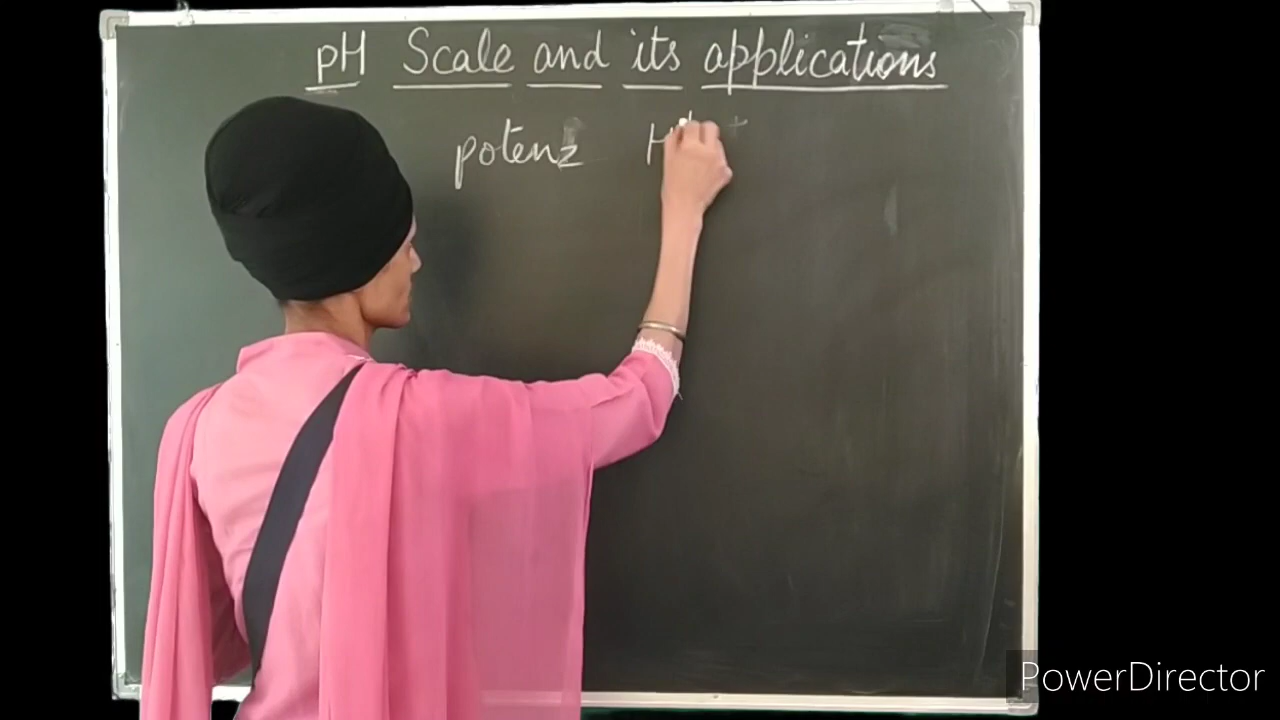 pH Scale and its applications
potenz H+
PowerDirector